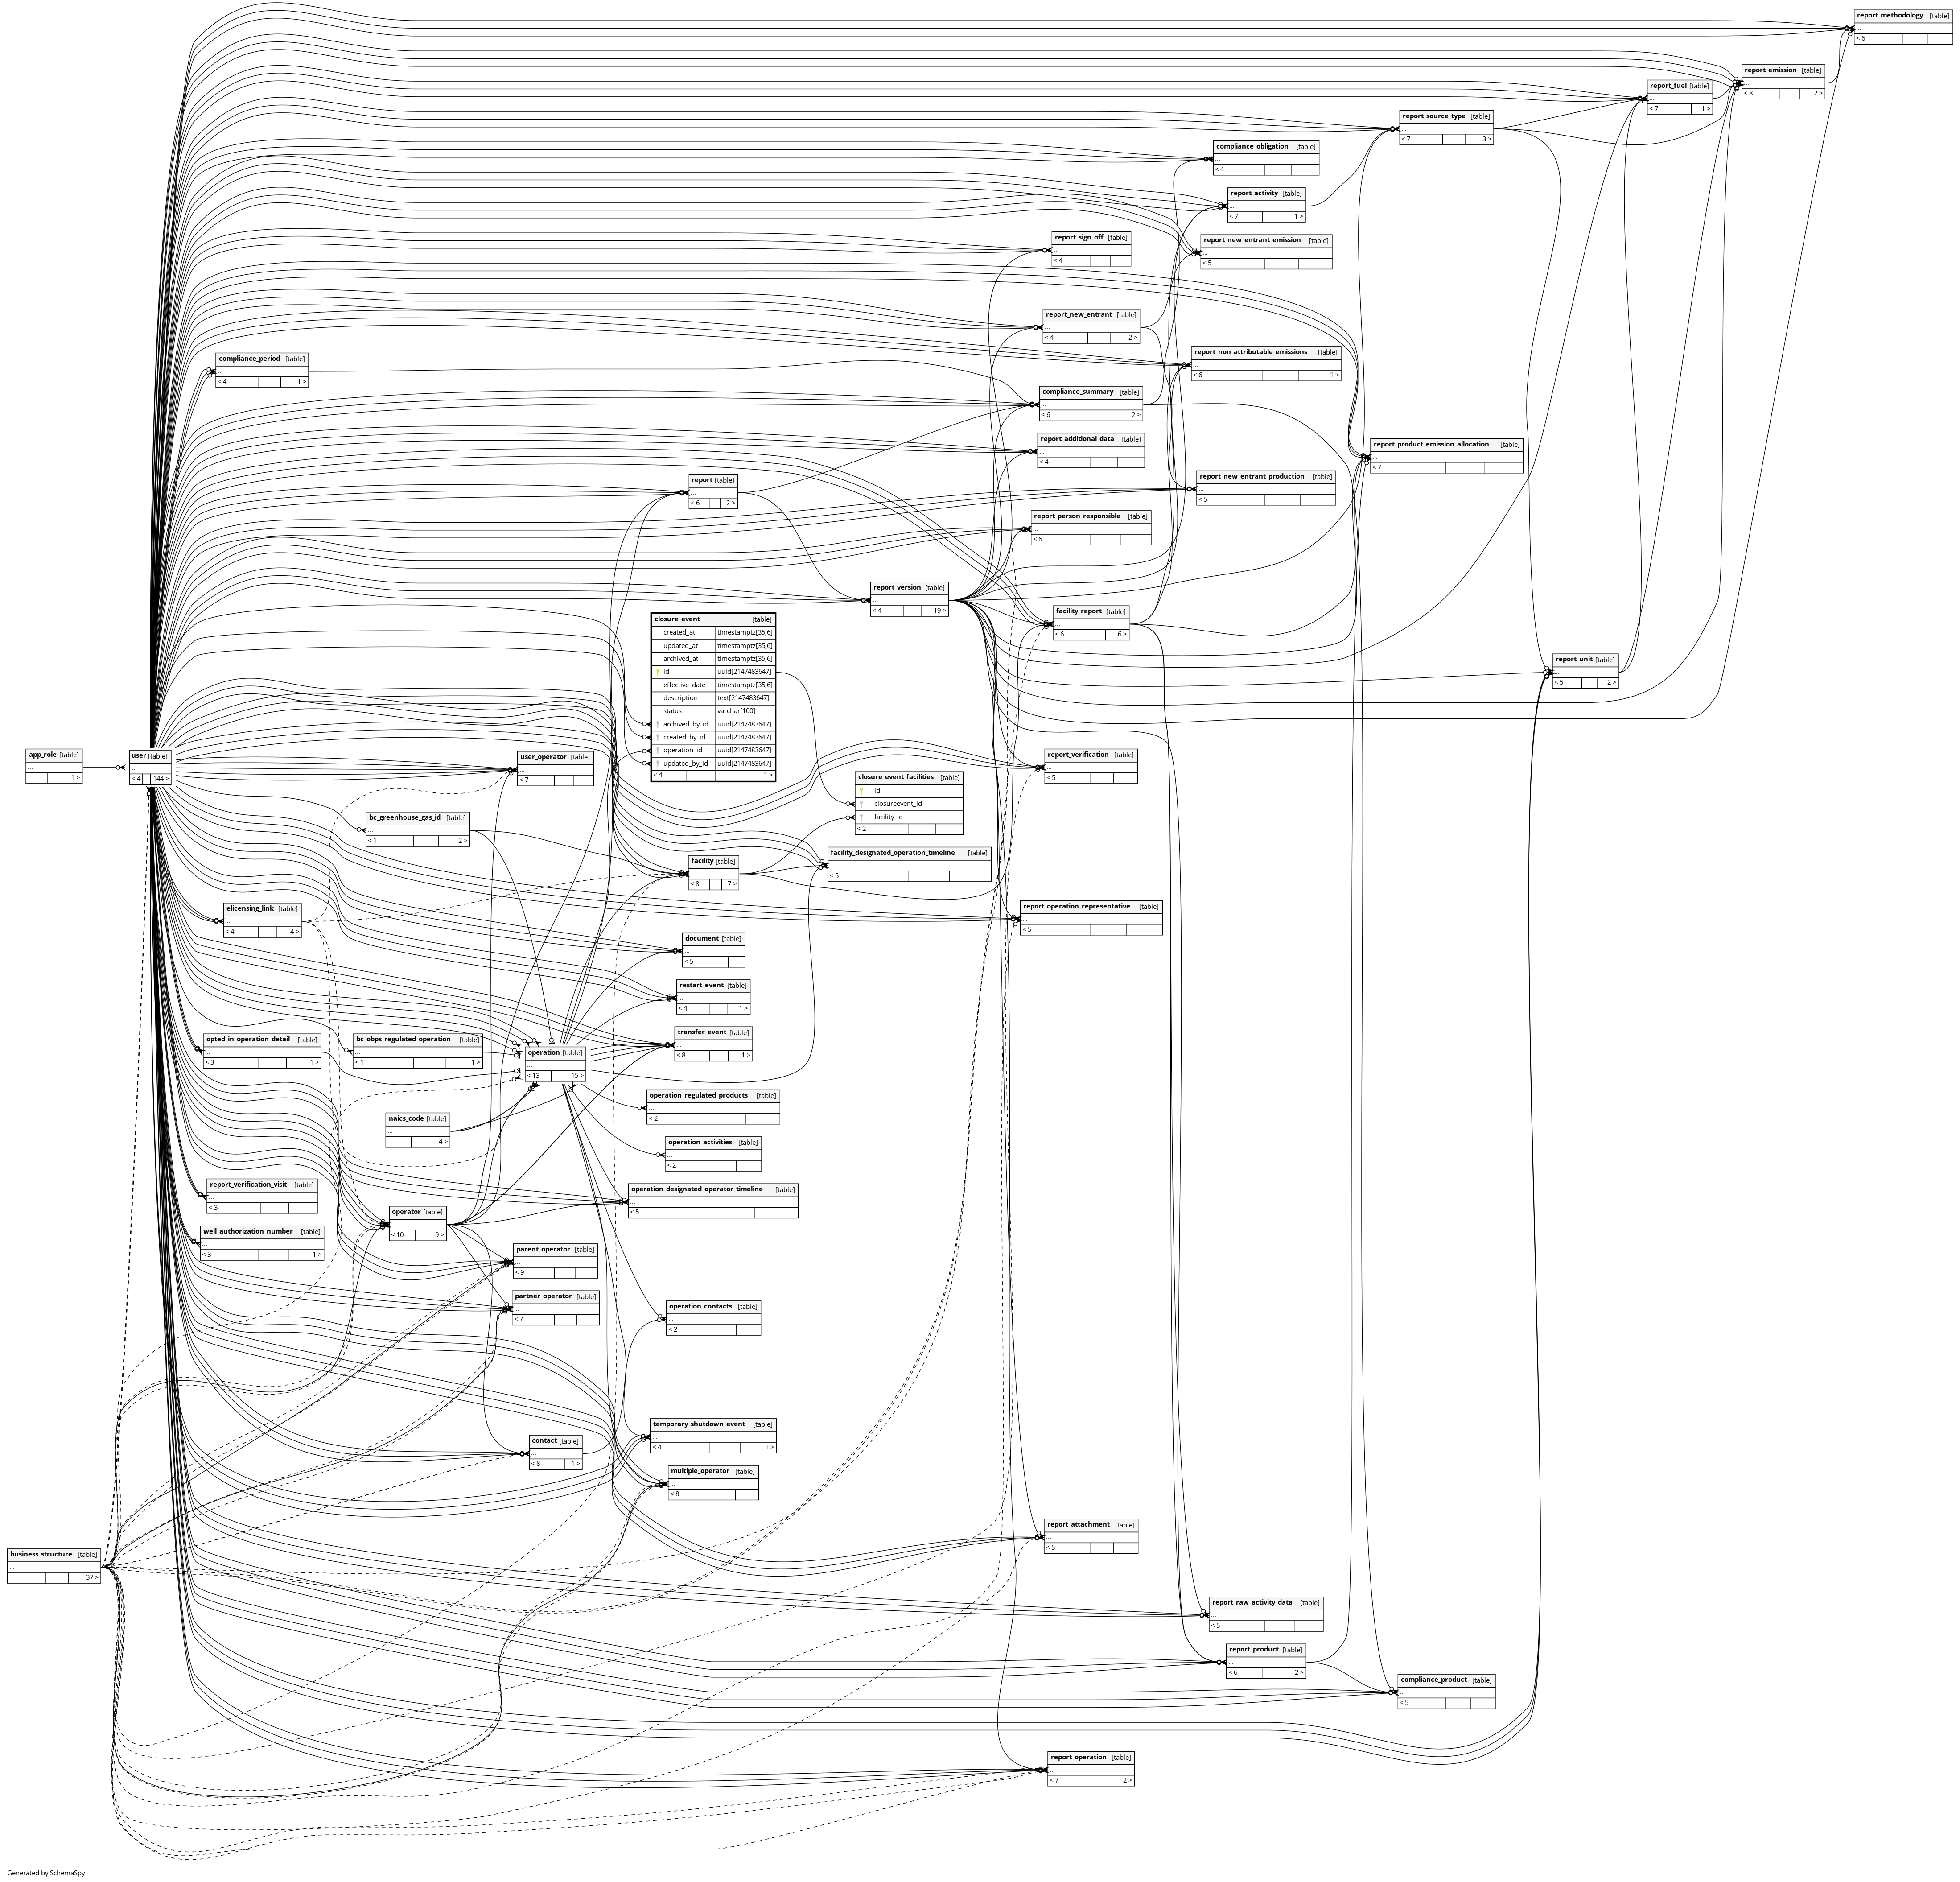 report_methodology [table]
...
< 6
report_emission [table]
...
< 8 2 >
report_fuel [table]
...
< 7 1 >
report_source_type [table]
...
< 7 3 >
compliance_obligation [table]
...
< 4
report_activity [table]
...
< 7 1 >
report_sign_off [table]
...
< 4
report_new_entrant_emission [table]
...
< 5
report_new_entrant [table]
...
< 4 2 >
report_non_attributable_emissions [table]
...
< 6 1 >
compliance_period [table]
...
< 4 1 >
compliance_summary [table]
...
< 6 2 >
report_additional_data [table]
...
< 4
report_product_emission_allocation [table]
...
< 7
report [table]
...
< 6 2 >
report_new_entrant_production [table]
...
< 5
report_person_responsible [table]
...
< 6
report_version [table]
...
< 4 19 >
facility_report [table]
...
< 6 6 >
closure_event [table]
created_at timestamptz[35,6]
updated_at timestamptz[35,6]
archived_at timestamptz[35,6]
id uuid[2147483647]
effective_date timestamptz[35,6]
description text[2147483647]
status varchar[100]
archived_by_id uuid[2147483647]
created_by_id uuid[2147483647]
operation_id uuid[2147483647]
updated_by_id uuid[2147483647]
< 4 1 >
report_unit [table]
...
< 5 2 >
app_role [table]
...
1 >
user [table]
...
< 4 144 >
user_operator [table]
...
< 7
report_verification [table]
...
< 5
closure_event_facilities [table]
id
closureevent_id
facility_id
< 2
bc_greenhouse_gas_id [table]
...
< 1 2 >
facility [table]
...
< 8 7 >
facility_designated_operation_timeline [table]
...
< 5
elicensing_link [table]
...
< 4 4 >
report_operation_representative [table]
...
< 5
document [table]
...
< 5
restart_event [table]
...
< 4 1 >
opted_in_operation_detail [table]
...
< 3 1 >
bc_obps_regulated_operation [table]
...
< 1 1 >
transfer_event [table]
...
< 8 1 >
operation [table]
...
< 13 15 >
operation_regulated_products [table]
...
< 2
naics_code [table]
...
4 >
operation_activities [table]
...
< 2
report_verification_visit [table]
...
< 3
operation_designated_operator_timeline [table]
...
< 5
operator [table]
...
< 10 9 >
well_authorization_number [table]
...
< 3 1 >
parent_operator [table]
...
< 9
partner_operator [table]
...
< 7
operation_contacts [table]
...
< 2
temporary_shutdown_event [table]
...
< 4 1 >
contact [table]
...
< 8 1 >
multiple_operator [table]
...
< 8
report_attachment [table]
...
< 5
business_structure [table]
...
37 >
report_raw_activity_data [table]
...
< 5
report_product [table]
...
< 6 2 >
compliance_product [table]
...
< 5
report_operation [table]
...
< 7 2 >
Generated by SchemaSpy